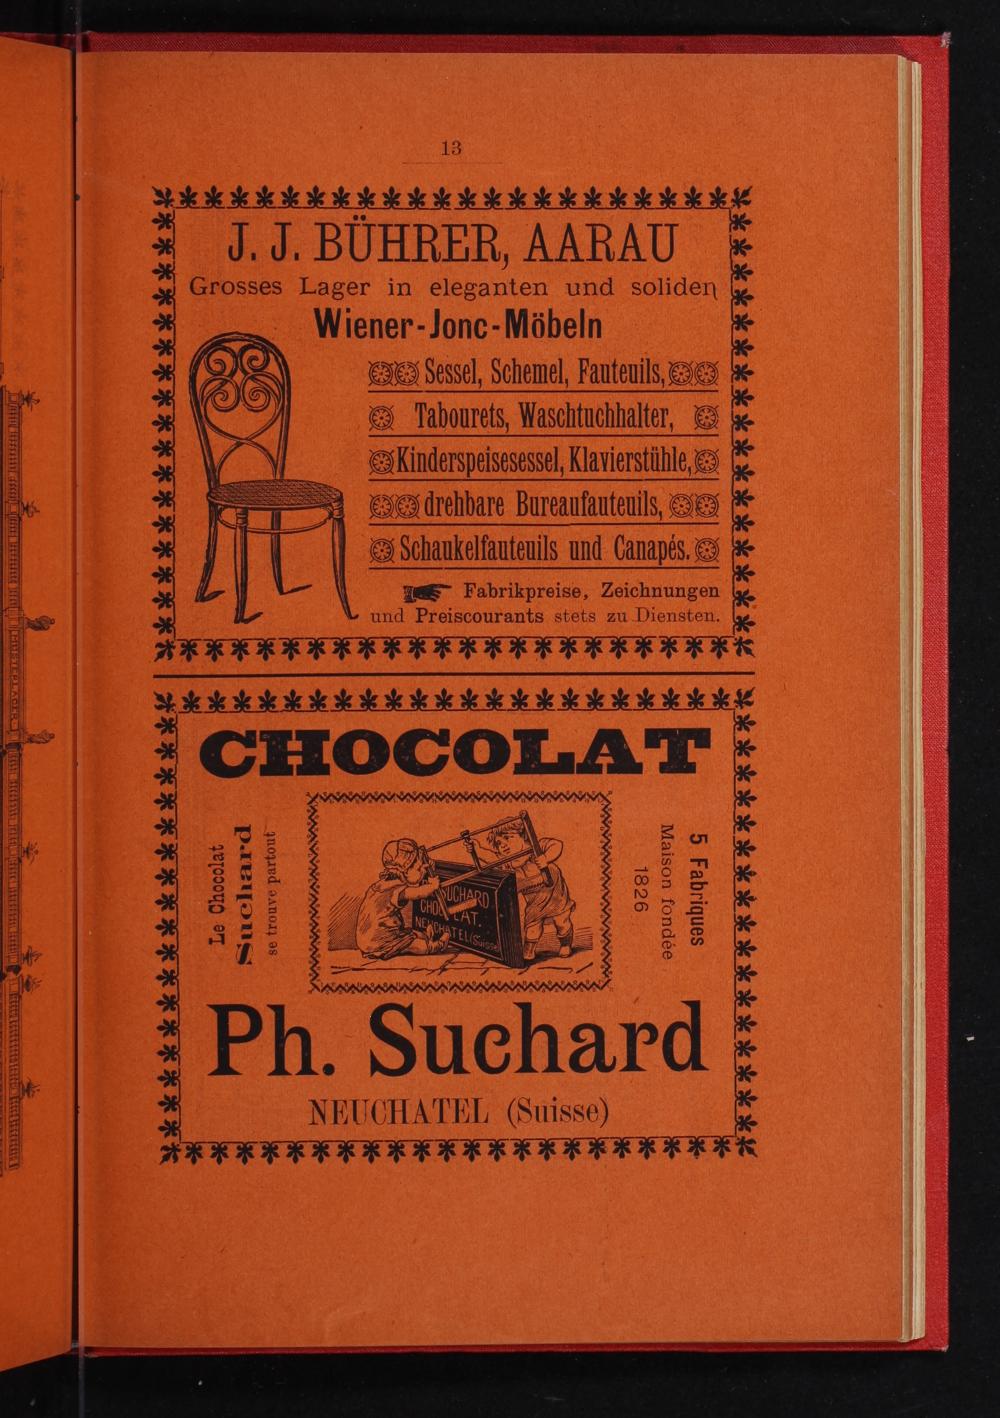 13
J. J. BÜHRER, AARAU
Grosses Lager in eleganten und soliden
Wiener-Jonc-Möbeln
Sessel, Schemel, Fauteuils,
Tabourets, Waschtuchhalter,
Kinderspeisesessel, Klavierstühle,
drehbare Bureaufauteuils,
Schaukelfauteuils und Canapés.
Fabrikpreise, Zeichnungen
und Preiscourants stets zu Diensten.
CHOCOLAT
Le Chocolat
Suchard
se trouve partout
SUCHARD
CHOCOLAT.
NEUCHATEL (Suisse)
5 Fabriques
Maison fondée
1826
Ph. Suchard
NEUCHATEL (Suisse)